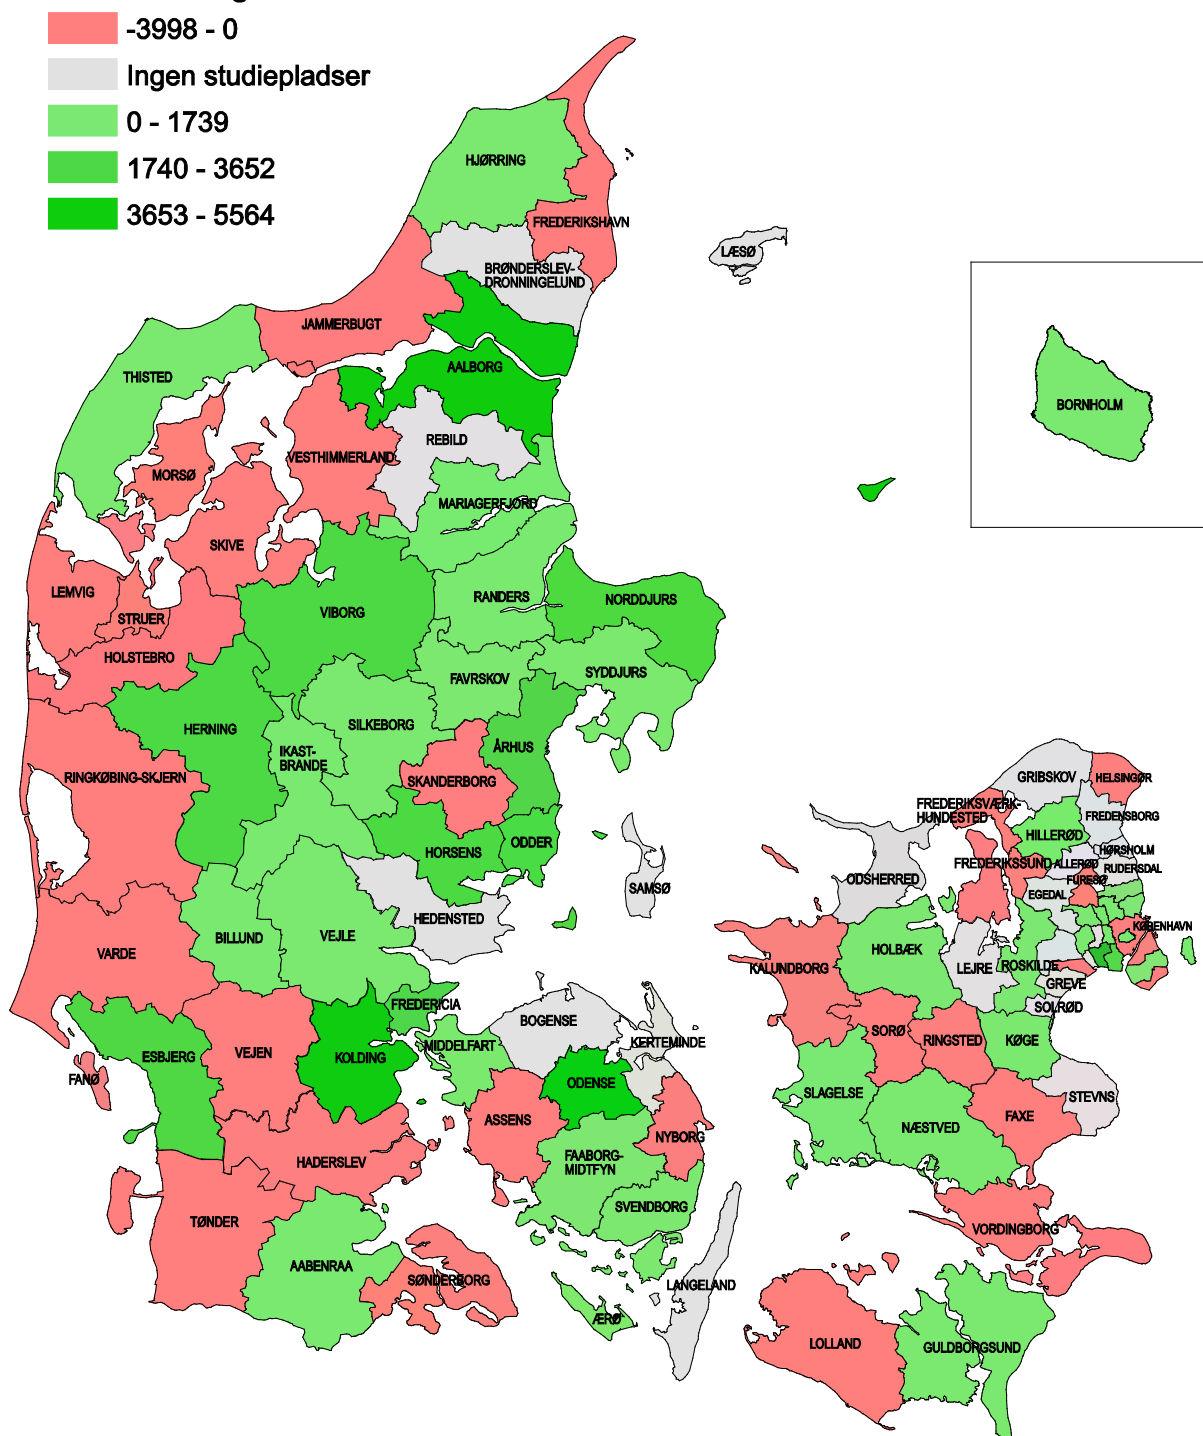 -3998 - 0
Ingen studiepladser
0 - 1739
1740 - 3652
3653 - 5564
HJØRRING
FREDERIKSHAVN
LÆSØ
BRØNDERSLEV-
DRONNINGELUND
JAMMERBUGT
AALBORG
THISTED
BORNHOLM
REBILD
VESTHIMMERLAND
MORSØ
MARIAGERFJORD
SKIVE
LEMVIG
STRUER
VIBORG
RANDERS
NORDDJURS
HOLSTEBRO
FAVRSKOV
SYDDJURS
HERNING
SILKEBORG
IKAST-
BRANDE
ÅRHUS
RINGKØBING-SKJERN
SKANDERBORG
GRIBSKOV
HELSINGØR
FREDERIKSVÆRK-
HUNDESTED
FREDENSBORG
HILLERØD
HORSENS
ODDER
HØRSHOLM
FREDERIKSSUND
ALLERØD
RUDERSDAL
FURESØ
ODSHERRED
EGEDAL
SAMSØ
HEDENSTED
KØBENHAVN
BILLUND
VEJLE
HOLBÆK
VARDE
KALUNDBORG
LEJRE
ROSKILDE
GREVE
FREDERICIA
SOLRØD
BOGENSE
SORØ
RINGSTED
KØGE
KERTEMINDE
MIDDELFART
VEJEN
ESBJERG
KOLDING
FANØ
ODENSE
SLAGELSE
STEVNS
ASSENS
FAXE
NÆSTVED
NYBORG
FAABORG-
MIDTFYN
HADERSLEV
SVENDBORG
TØNDER
VORDINGBORG
AABENRAA
SØNDERBORG
LANGELAND
ÆRØ
LOLLAND
GULDBORGSUND